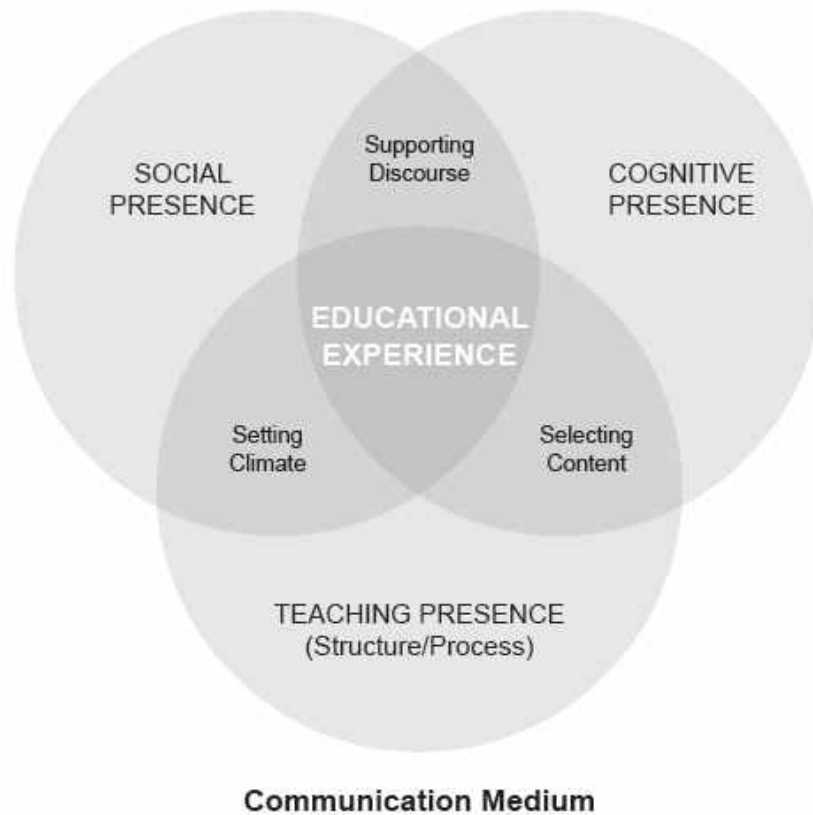 Supporting
Discourse
SOCIAL
PRESENCE
COGNITIVE
PRESENCE
EDUCATIONAL
EXPERIENCE
Setting
Climate
Selecting
Content
TEACHING PRESENCE
(Structure/Process)
Communication Medium